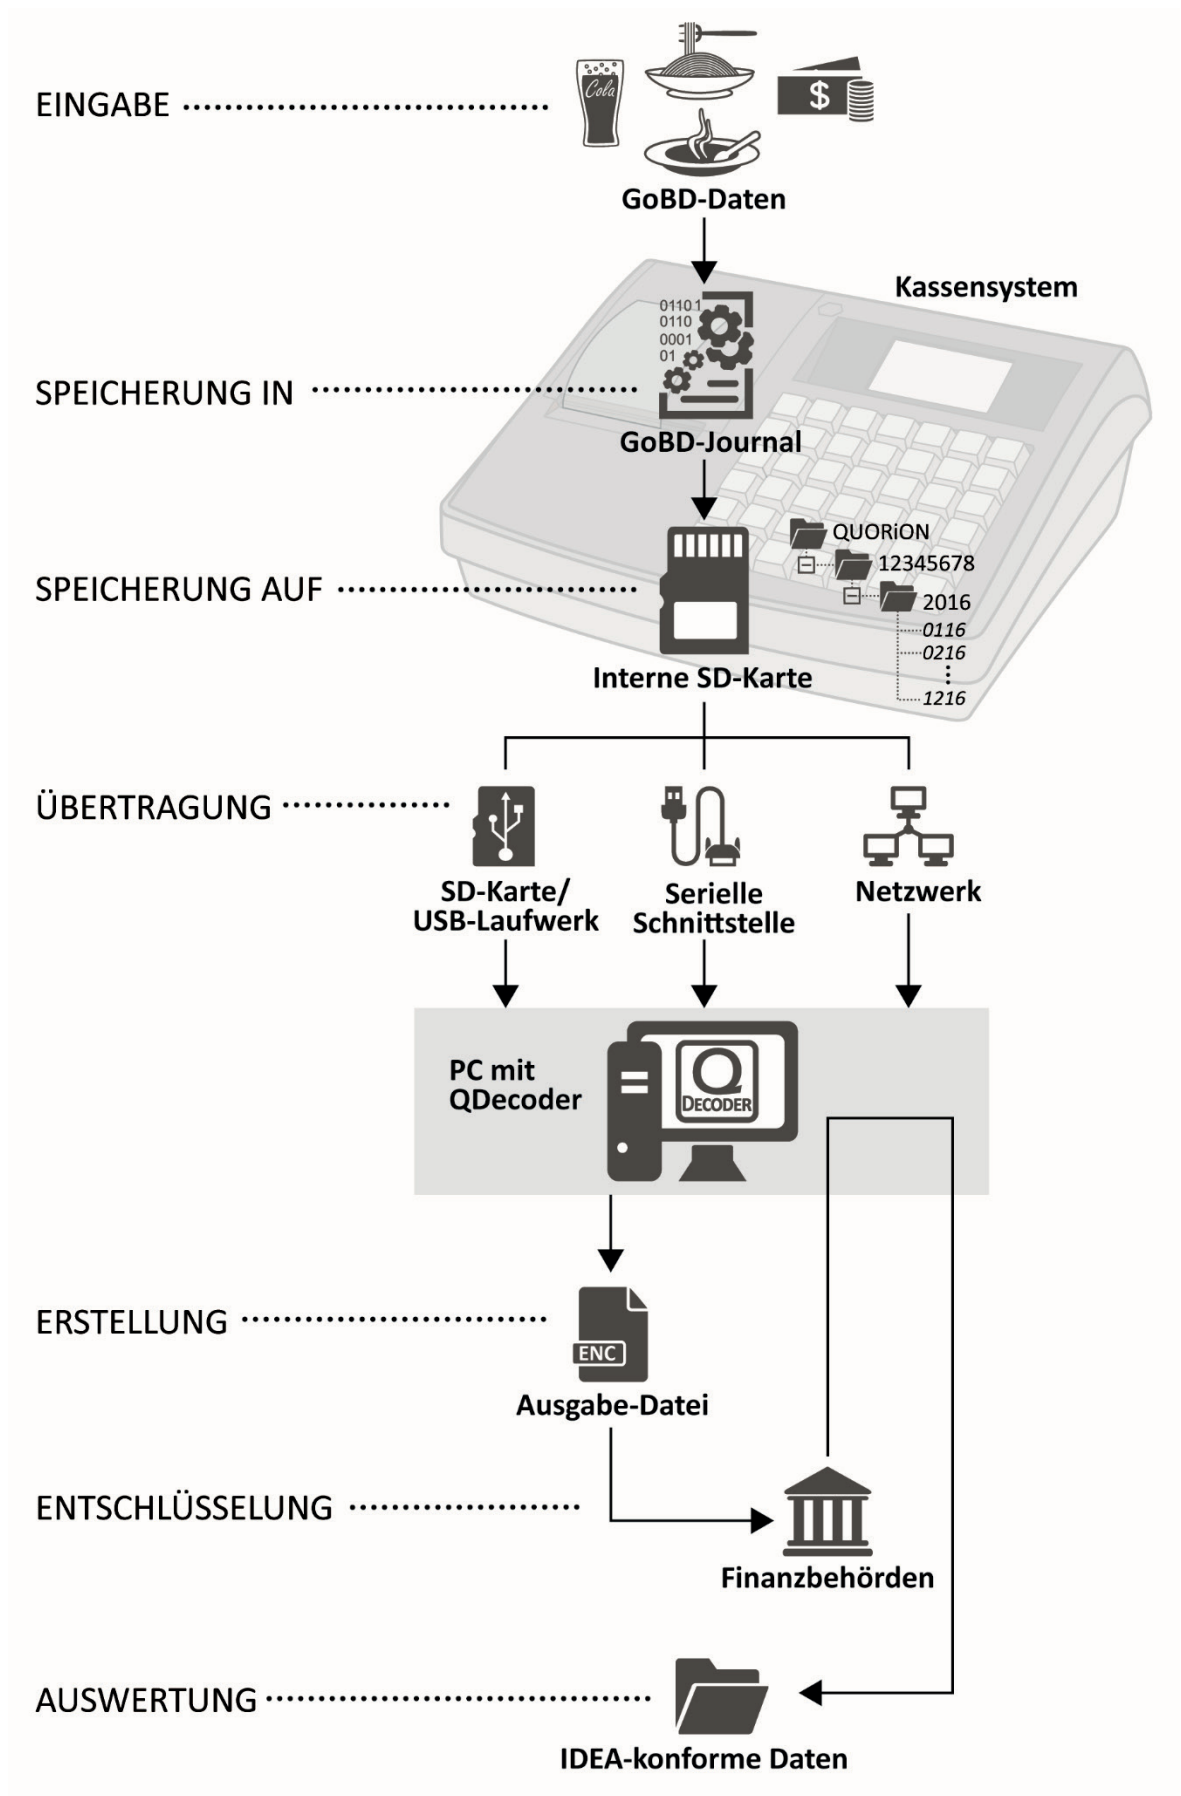 EINGABE
Cola
$
GoBD-Daten
Kassensystem
01101
0110
0001
01
SPEICHERUNG IN
GoBD-Journal
QUORiON
12345678
SPEICHERUNG AUF
2016
0116
0216
1216
Interne SD-Karte
ÜBERTRAGUNG
SD-Karte/
USB-Laufwerk
Serielle
Schnittstelle
Netzwerk
PC mit
QDecoder
Q
DECODER
ERSTELLUNG
ENC
Ausgabe-Datei
ENTSCHLÜSSELUNG
Finanzbehörden
AUSWERTUNG
IDEA-konforme Daten